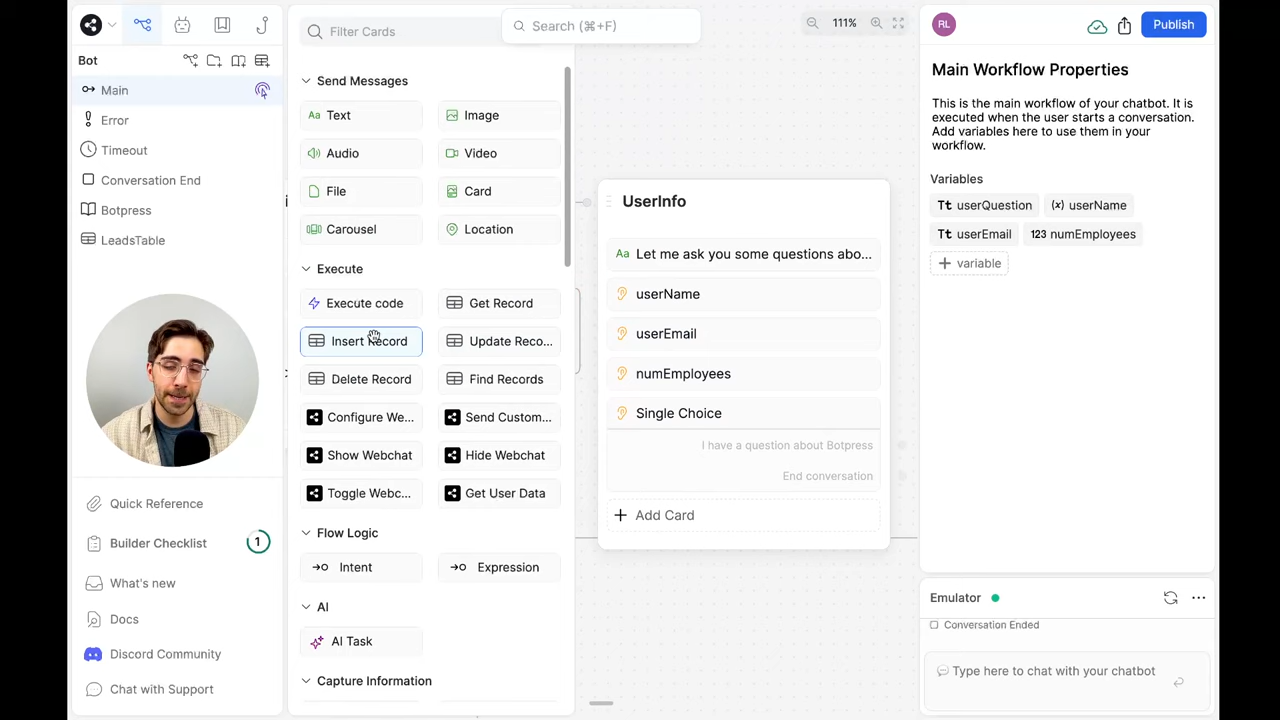 Bot
Main
Error
Timeout
Conversation End
Botpress
LeadsTable
Quick Reference
Builder Checklist
1
What's new
Docs
Discord Community
Chat with Support
Filter Cards
Send Messages
Aa Text
Image
Audio
Video
File
Card
Carousel
Location
Execute
Execute code
Get Record
Insert Record
Update Reco...
Delete Record
Find Records
Configure We...
Send Custom...
Show Webchat
Hide Webchat
Toggle Webc...
Get User Data
Flow Logic
Intent
Expression
AI
AI Task
Capture Information
Search (⌘+F)
111%
UserInfo
Aa Let me ask you some questions abo...
userName
userEmail
numEmployees
Single Choice
I have a question about Botpress
End conversation
+ Add Card
RL
Publish
Main Workflow Properties
This is the main workflow of your chatbot. It is
executed when the user starts a conversation.
Add variables here to use them in your
workflow.
Variables
Tt userQuestion (x) userName
Tt userEmail 123 numEmployees
+ variable
Emulator
Conversation Ended
Type here to chat with your chatbot